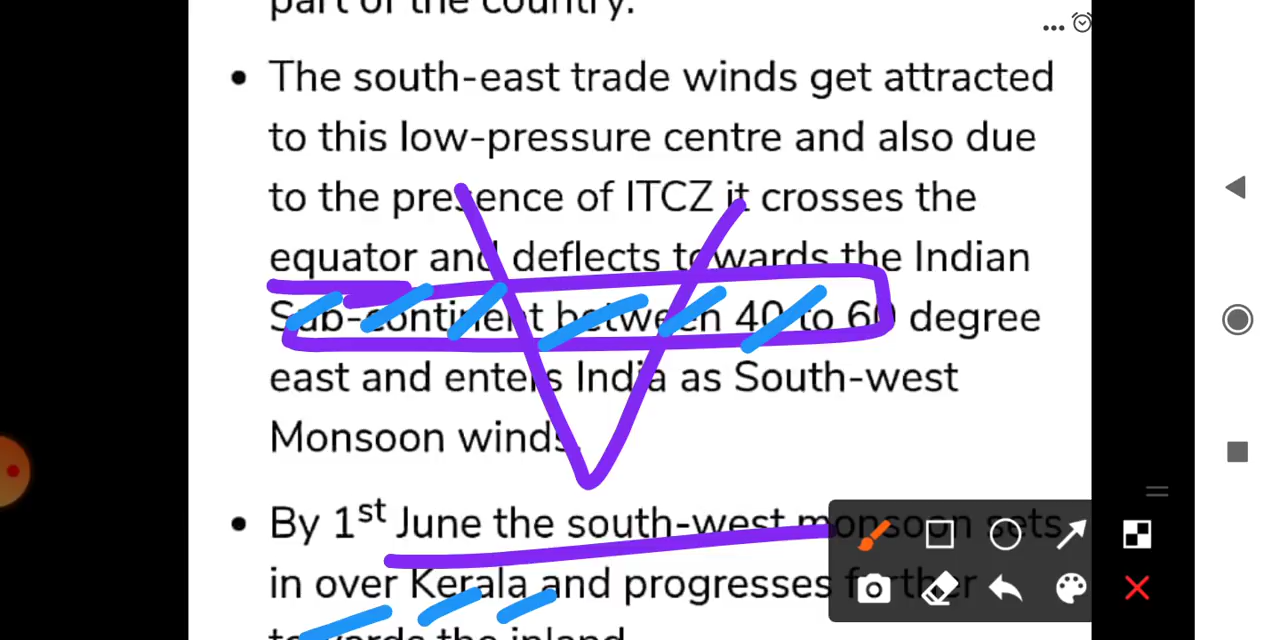 part of the country.
• The south-east trade winds get attracted
to this low-pressure centre and also due
to the presence of ITCZ it crosses the
equator and deflects towards the Indian
Sub-continent between 40 to 60 degree
east and enters India as South-west
Monsoon winds.
• By 1st June the south-west monsoon sets
in over Kerala and progresses further
towards the inland.